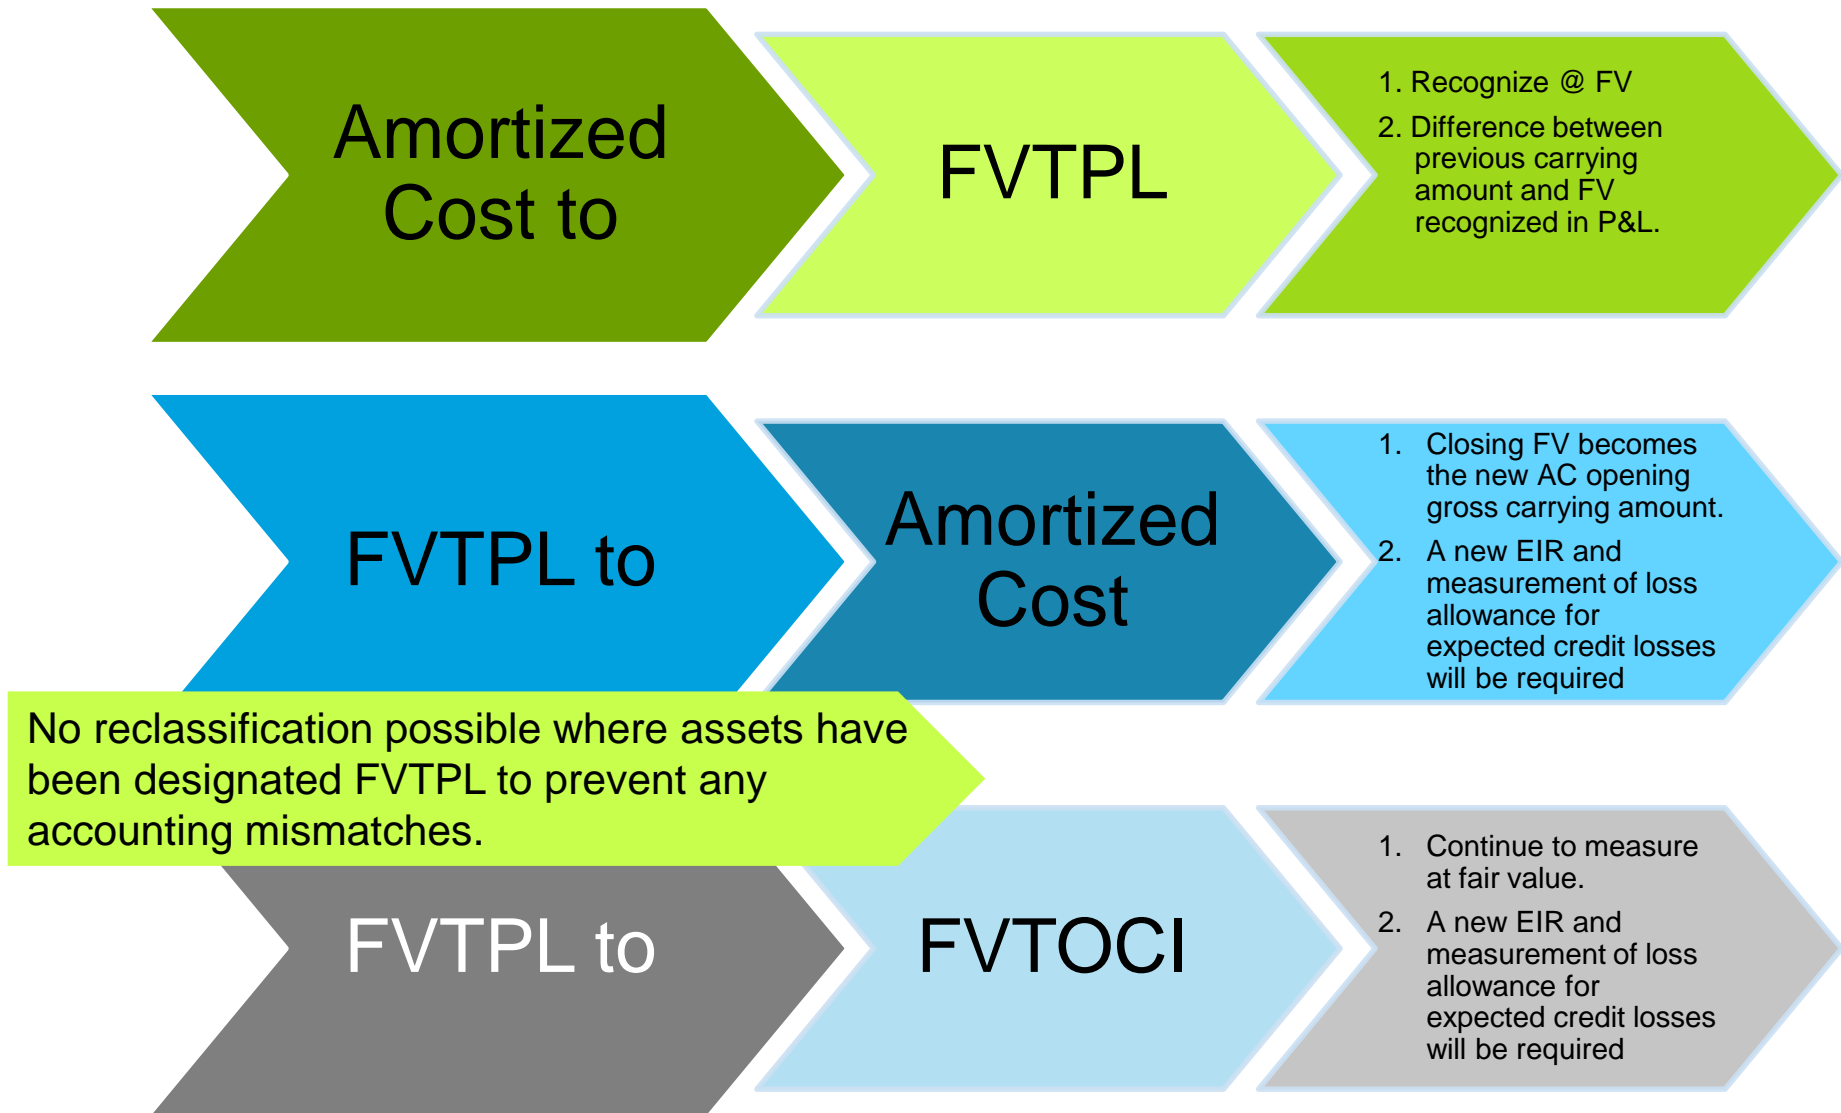 Amortized
Cost to
FVTPL
1. Recognize @ FV
2. Difference between
previous carrying
amount and FV
recognized in P&L.
FVTPL to
Amortized
Cost
1. Closing FV becomes
the new AC opening
gross carrying amount.
2. A new EIR and
measurement of loss
allowance for
expected credit losses
will be required
No reclassification possible where assets have
been designated FVTPL to prevent any
accounting mismatches.
FVTPL to
FVTOCI
1. Continue to measure
at fair value.
2. A new EIR and
measurement of loss
allowance for
expected credit losses
will be required